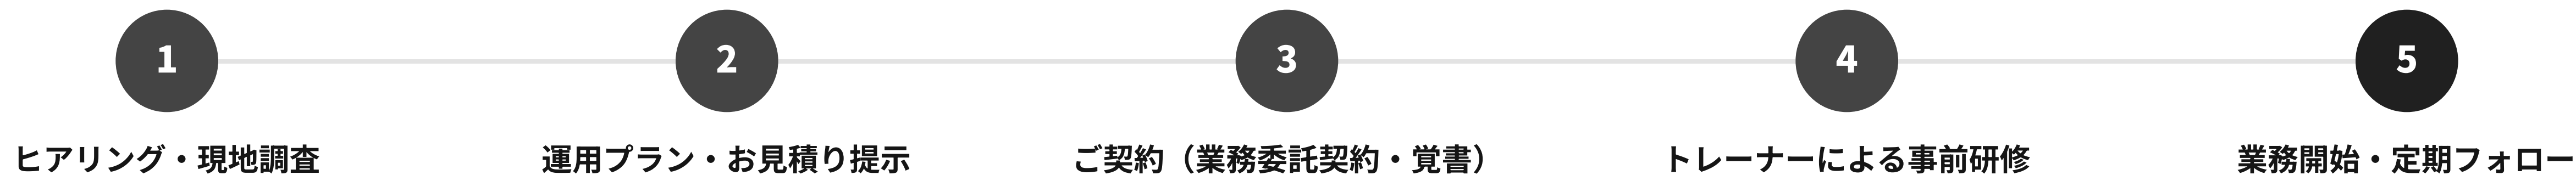 1
2
3
4
5
ヒアリング・現地調査
運用プラン・お見積り提示
ご契約（業務委託契約・覚書）
トレーナーによる事前研修
業務開始・定期フォロー